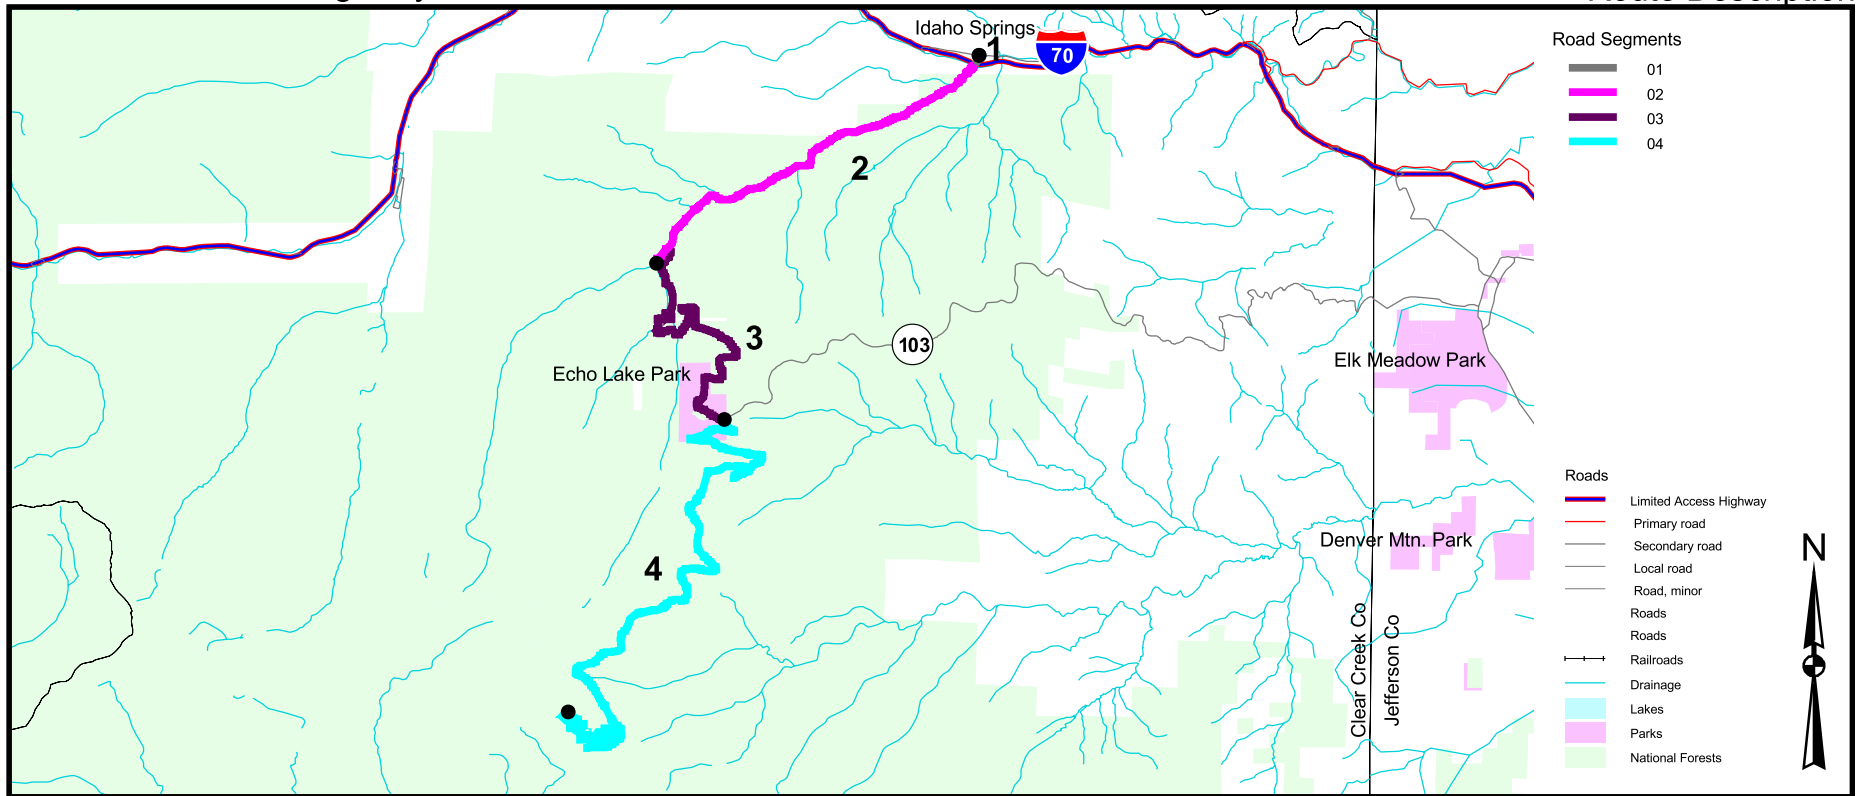 Idaho Springs
1
70
2
3
103
Echo Lake Park
4
Elk Meadow Park
Denver Mtn. Park
Clear Creek Co
Jefferson Co
Road Segments
01
02
03
04
Roads
Limited Access Highway
Primary road
Secondary road
Local road
Road, minor
Roads
Roads
Railroads
Drainage
Lakes
Parks
National Forests
N